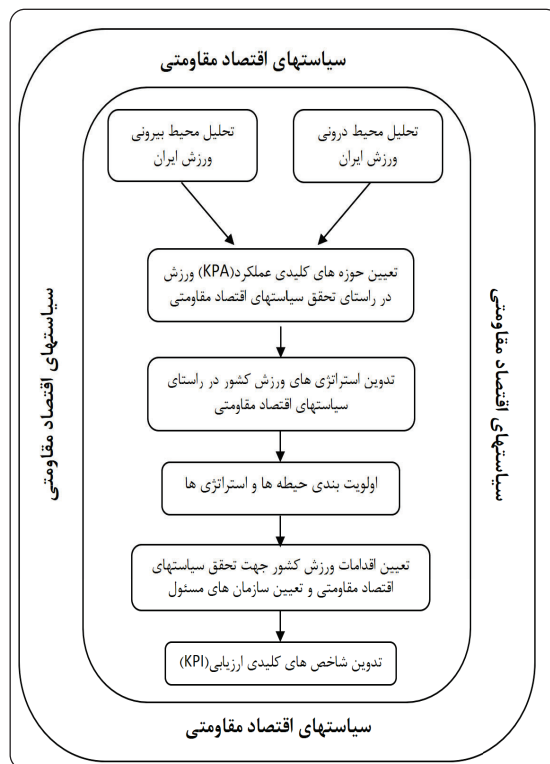 سیاستهای اقتصاد مقاومتی
تحلیل محیط درونی
ورزش ایران
تحلیل محیط بیرونی
ورزش ایران
تعیین حوزه های کلیدی عملکرد(KPA) ورزش
در راستای تحقق سیاستهای اقتصاد مقاومتی
سیاستهای اقتصاد مقاومتی
سیاستهای اقتصاد مقاومتی
تدوین استراتژی های ورزش کشور در راستای
سیاستهای اقتصاد مقاومتی
اولویت بندی حیطه ها و استراتژی ها
تعیین اقدامات ورزش کشور جهت تحقق سیاستهای
اقتصاد مقاومتی و تعیین سازمان های مسئول
تدوین شاخص های کلیدی ارزیابی(KPI)
سیاستهای اقتصاد مقاومتی